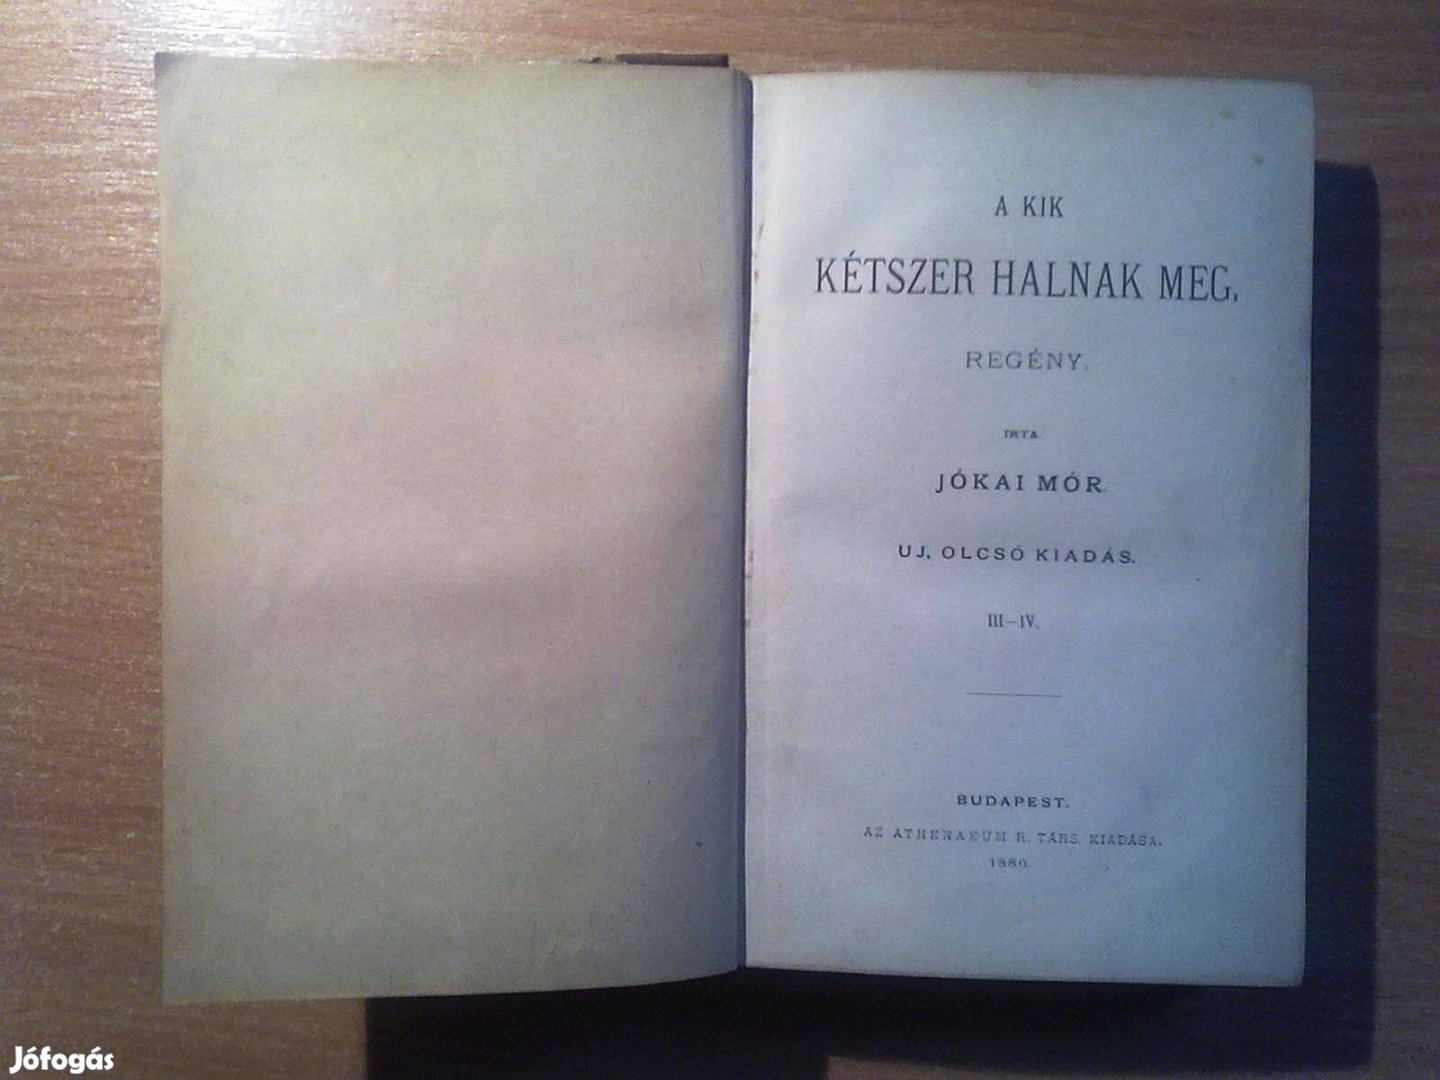 A KIK
KÉTSZER HALNAK MEG.
REGÉNY.
IRTA
JÓKAI MÓR.
UJ, OLCSÓ KIADÁS.
III–IV.
BUDAPEST.
AZ ATHENAEUM R. TÁRS. KIADÁSA.
1886.
Jófogás